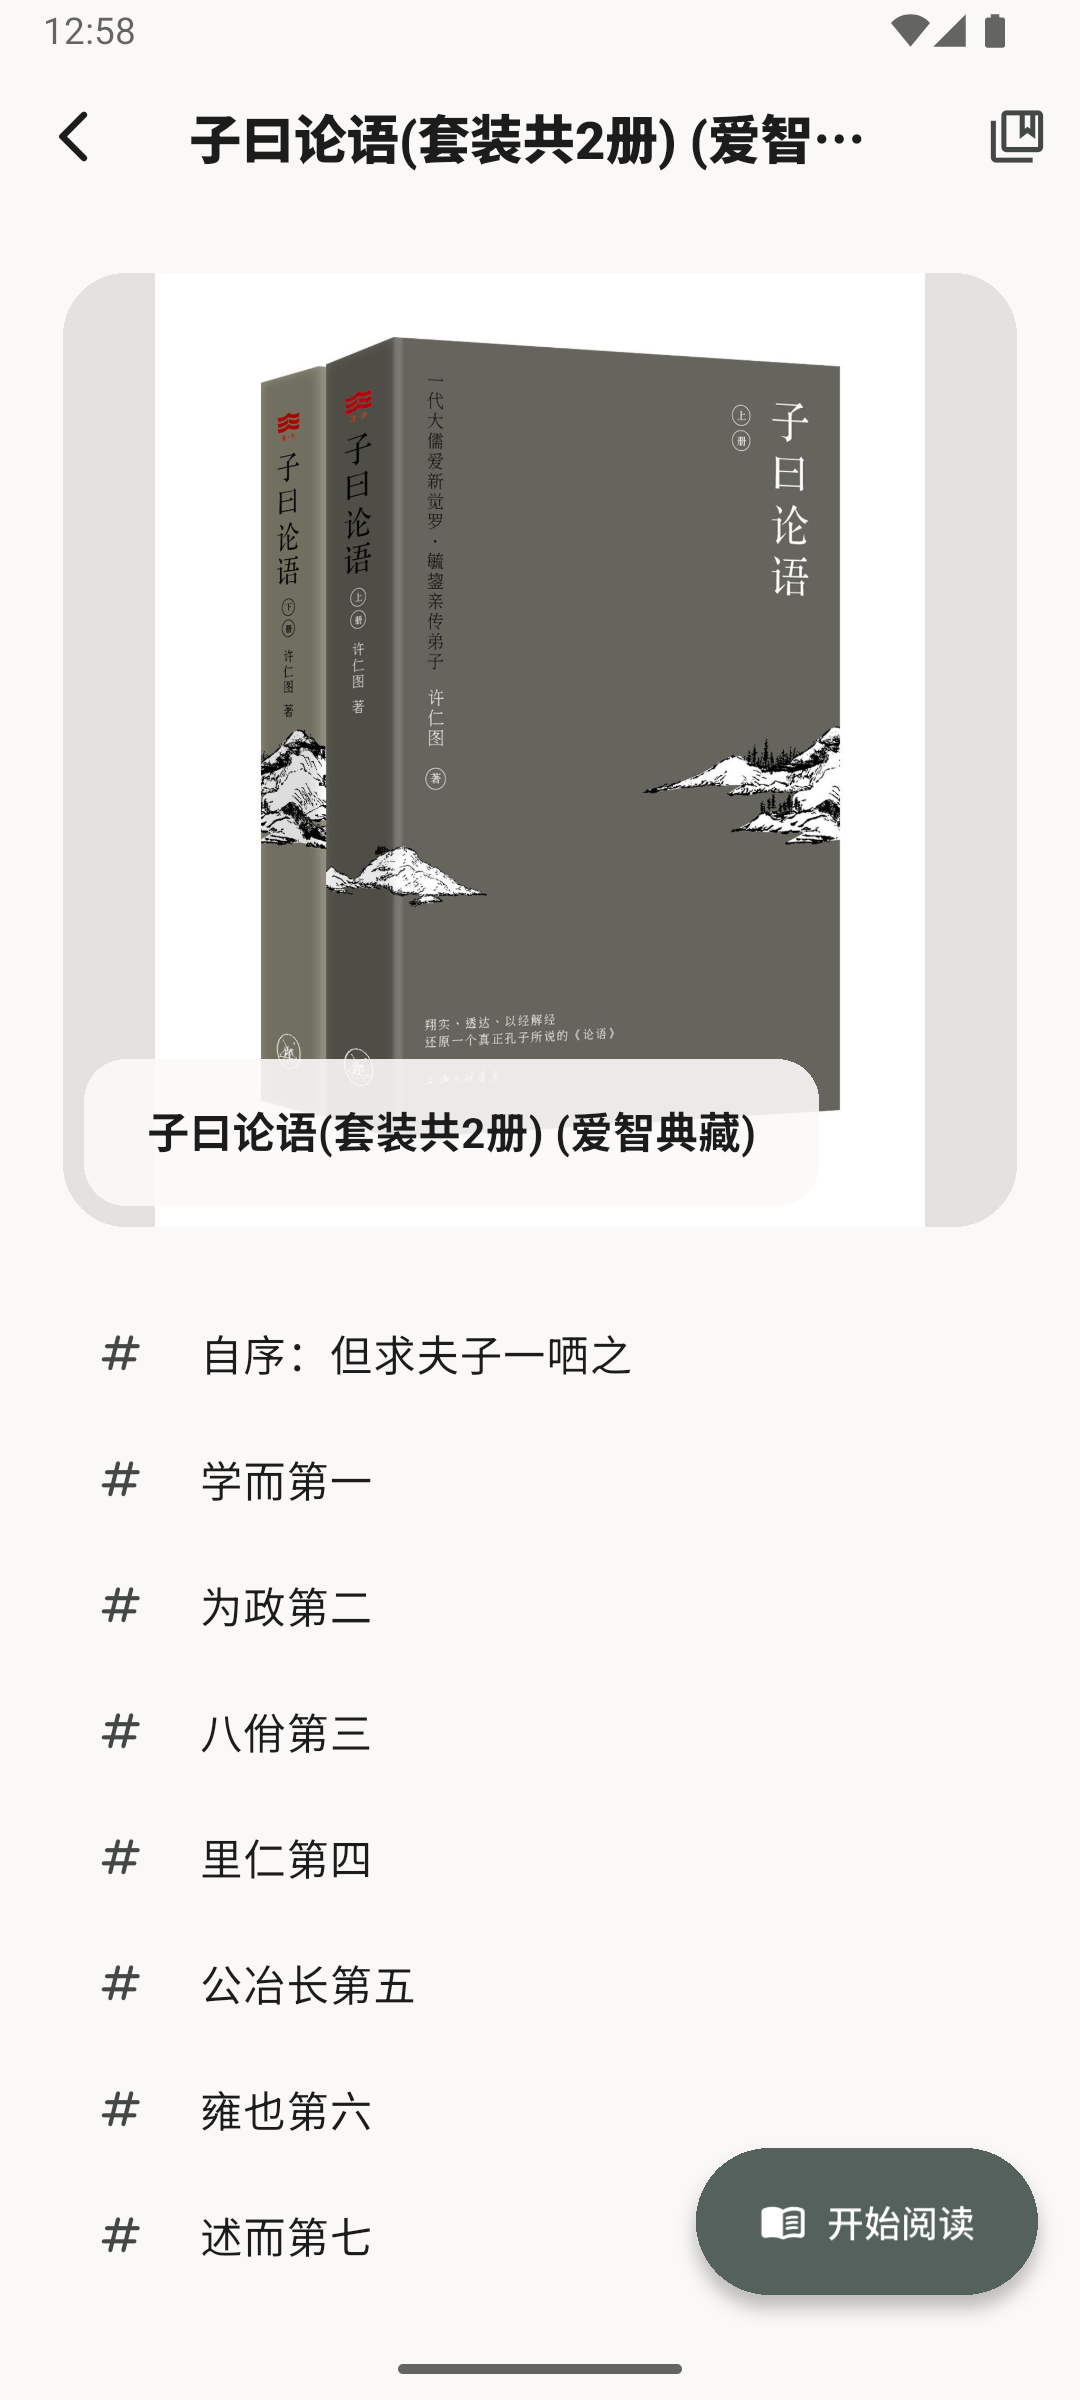 12:58
子曰论语(套装共2册) (爱智…
子曰论语
下册
许仁图 著
子曰论语
上册
许仁图 著
一代大儒爱新觉罗·毓鋆亲传弟子 许仁图 著
子曰论语
上册
翔实、透达、以经解经
还原一个真正孔子所说的《论语》
子曰论语(套装共2册) (爱智典藏)
# 自序：但求夫子一哂之
# 学而第一
# 为政第二
# 八佾第三
# 里仁第四
# 公冶长第五
# 雍也第六
# 述而第七
开始阅读